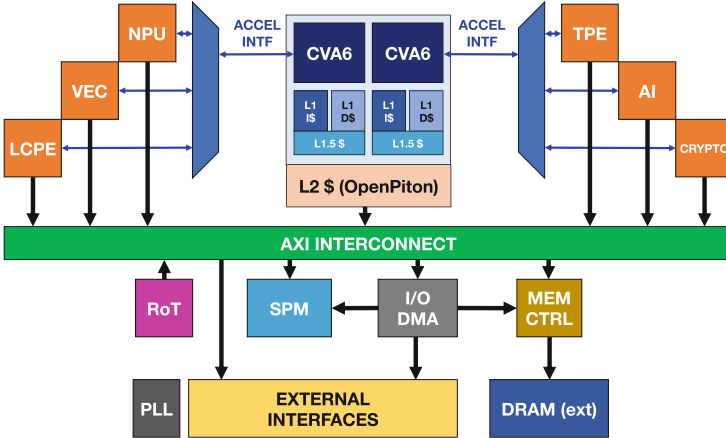 NPU
VEC
LCPE
ACCEL
INTF
CVA6
CVA6
L1
I$
L1
D$
L1
I$
L1
D$
L1.5 $
L1.5 $
L2 $ (OpenPiton)
ACCEL
INTF
TPE
AI
CRYPTO
AXI INTERCONNECT
RoT
SPM
I/O
DMA
MEM
CTRL
PLL
EXTERNAL
INTERFACES
DRAM (ext)